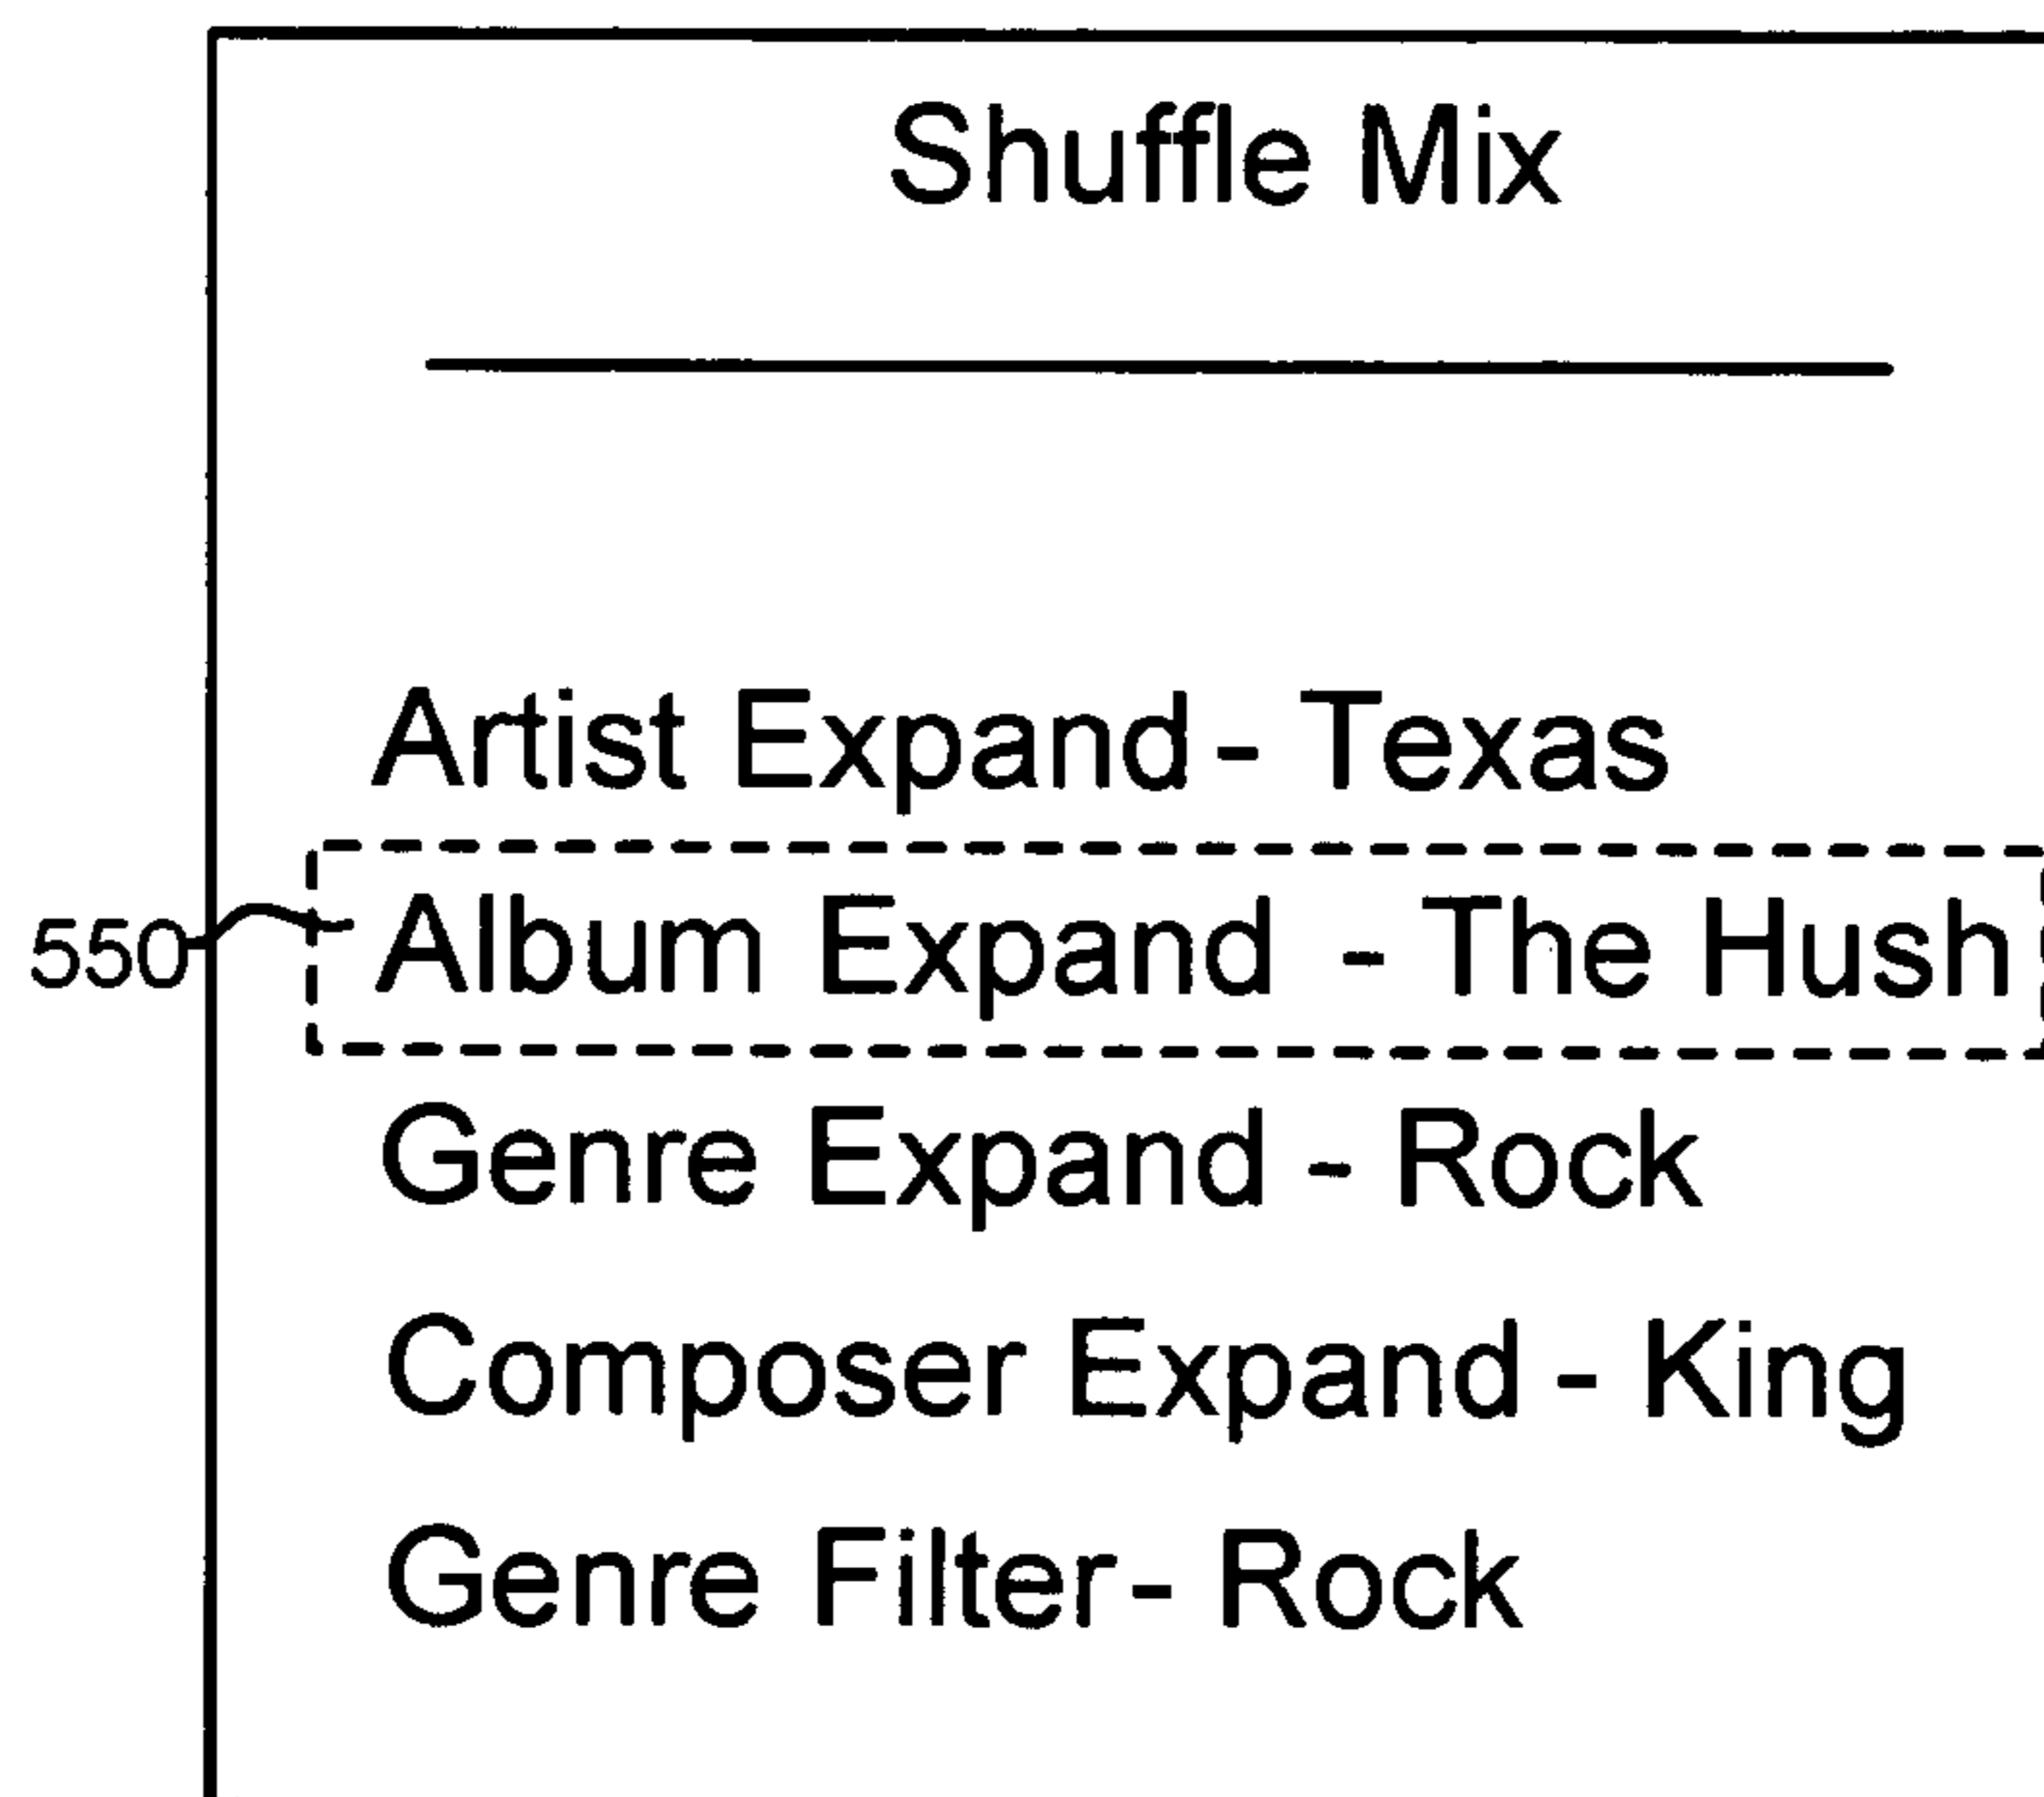 Shuffle Mix
Artist Expand - Texas
550 Album Expand - The Hush
Genre Expand - Rock
Composer Expand - King
Genre Filter - Rock